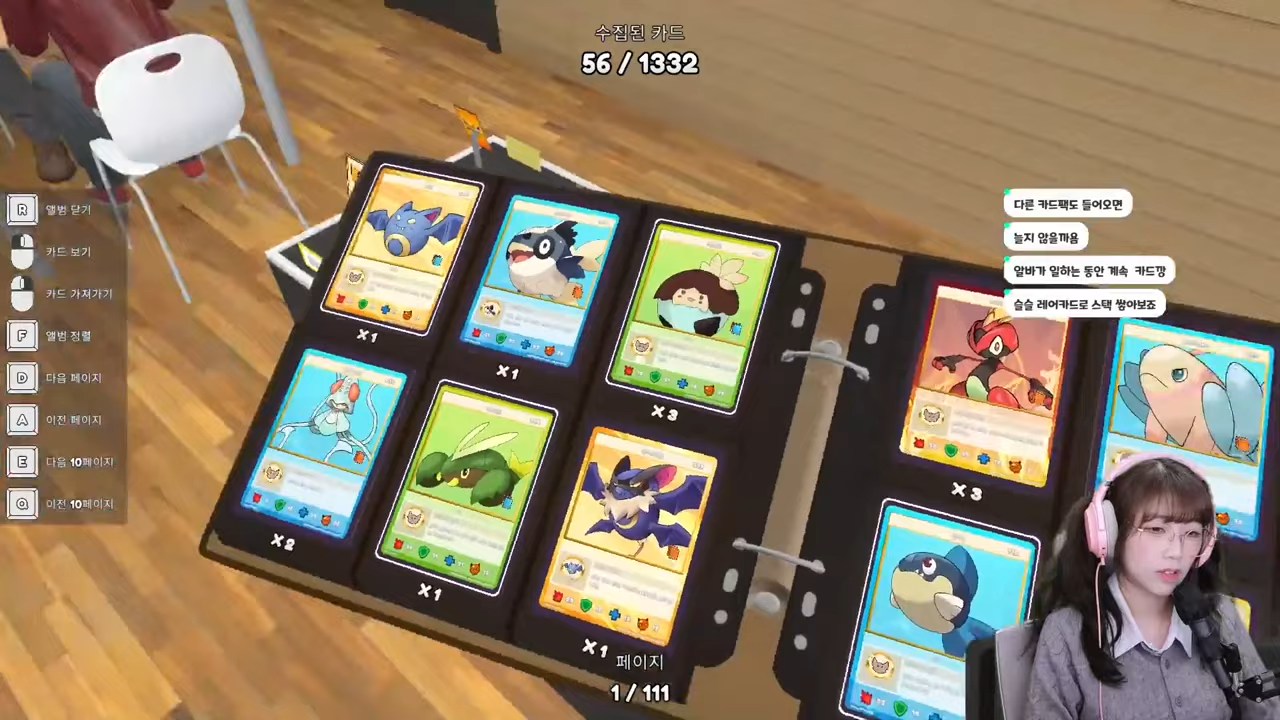 수집된 카드
56 / 1332
R 앨범 닫기
카드 보기
카드 가져가기
F 앨범 정렬
D 다음 페이지
A 이전 페이지
E 다음 10페이지
Q 이전 10페이지
다른 카드팩도 들어오면
늘지 않을까욤
알바가 일하는 동안 계속 카드깡
슬슬 레어카드로 스택 쌓아보죠
X1
X1
X3
X2
X1
X1
X3
페이지
1 / 111